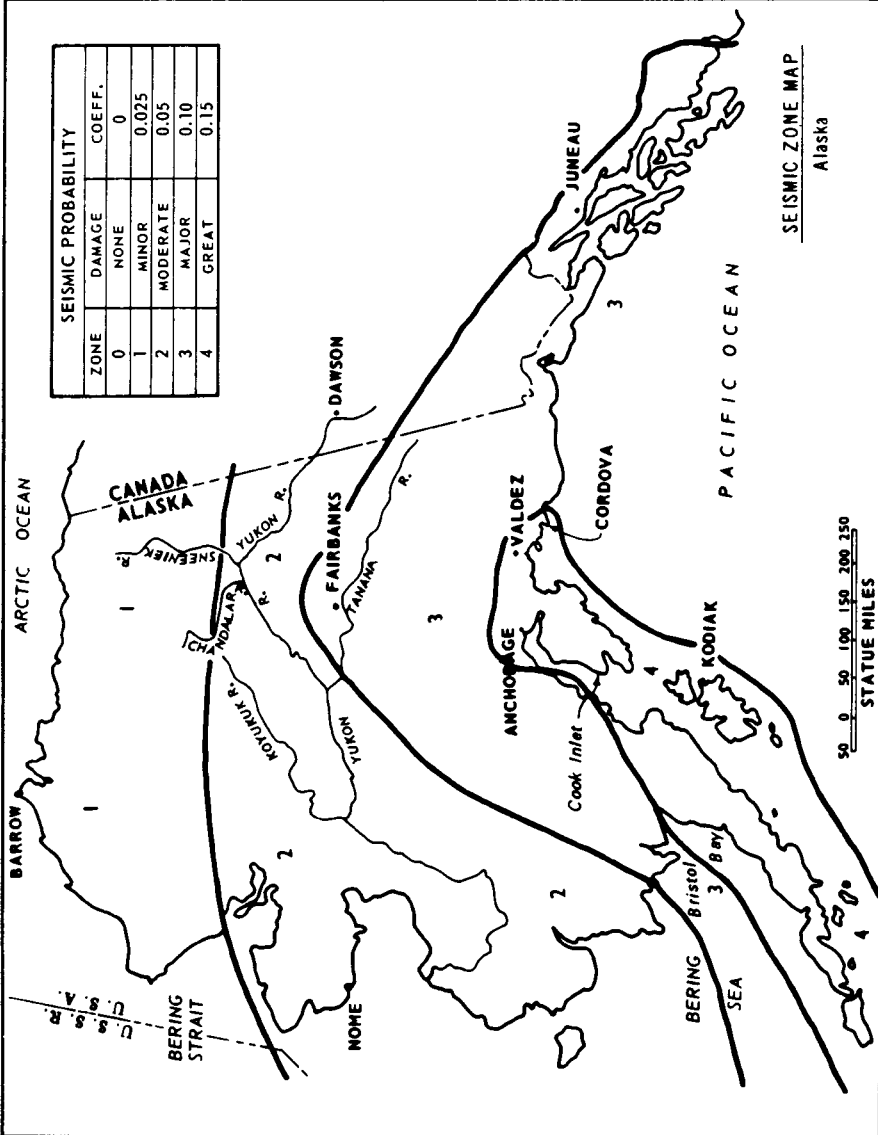 SEISMIC PROBABILITY
ZONE DAMAGE COEFF.
0 NONE 0
1 MINOR 0.025
2 MODERATE 0.05
3 MAJOR 0.10
4 GREAT 0.15
ARCTIC OCEAN
BARROW
1
1
CANADA
ALASKA
SNEENIEK R.
CHANDALAR
YUKON R.
DAWSON
2
R.
KOYUKUK R.
YUKON
FAIRBANKS
TANANA R.
U. S. S. R.
U. S. A.
BERING
STRAIT
2
NOME
2
3
JUNEAU
3
VALDEZ
ANCHORAGE
CORDOVA
Cook Inlet
4
KODIAK
Bristol Bay
3
BERING
SEA
4
PACIFIC OCEAN
50 0 50 100 150 200 250
STATUE MILES
SEISMIC ZONE MAP
Alaska